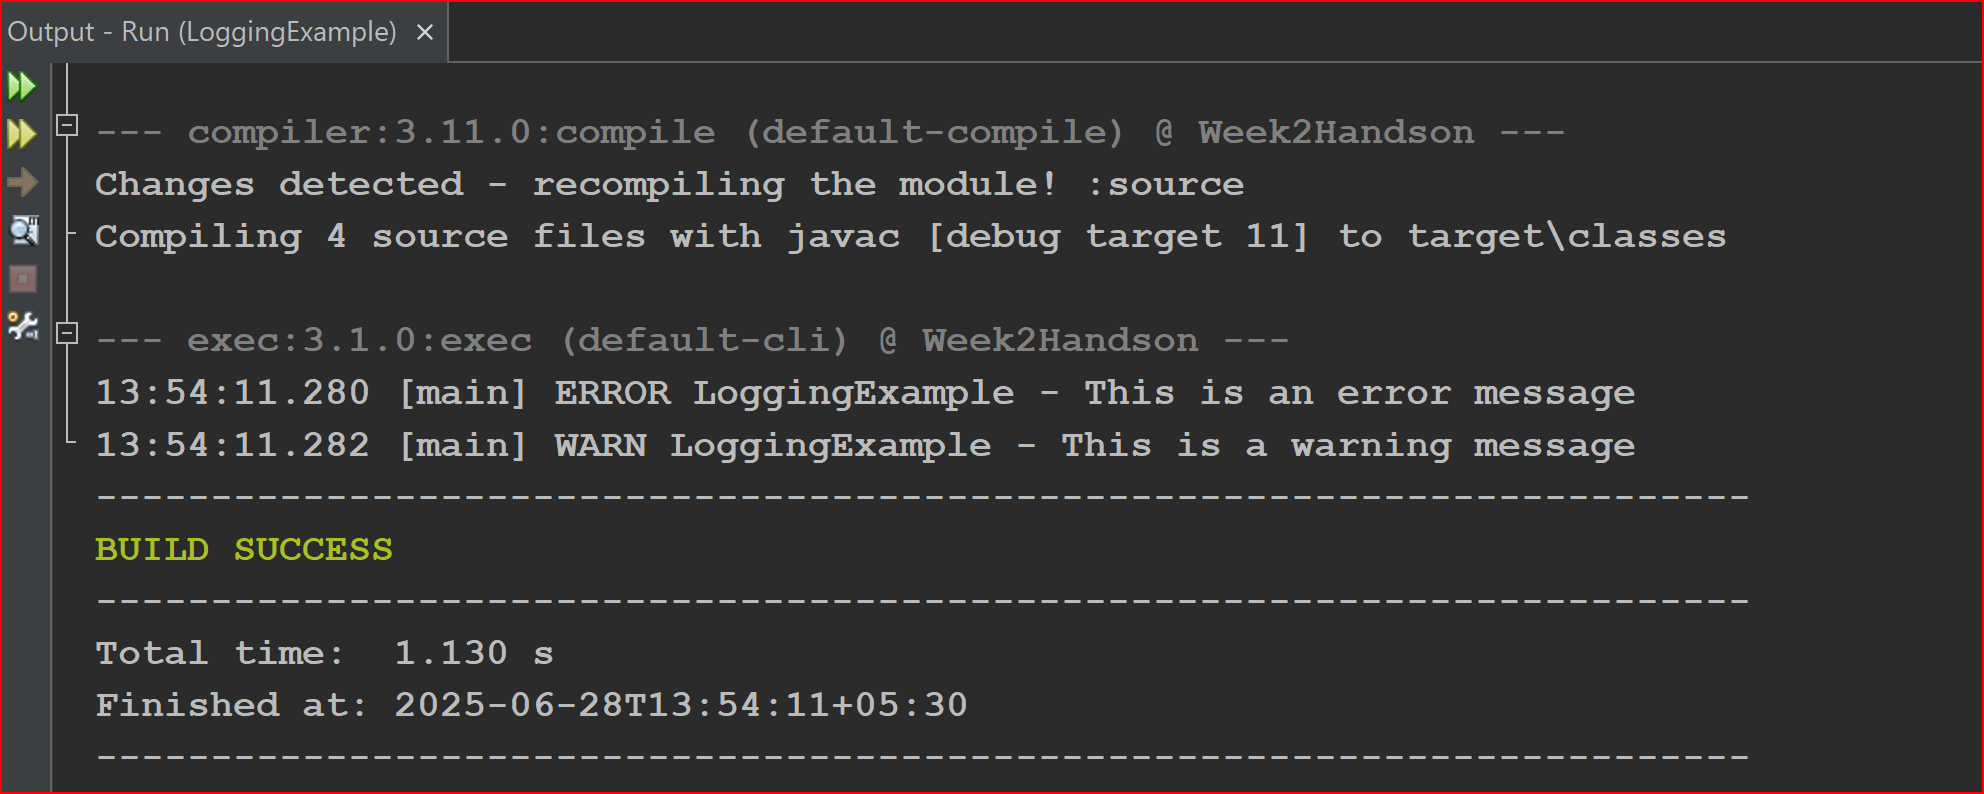 Output - Run (LoggingExample) ×
--- compiler:3.11.0:compile (default-compile) @ Week2Handson ---
Changes detected - recompiling the module! :source
Compiling 4 source files with javac [debug target 11] to target\classes
--- exec:3.1.0:exec (default-cli) @ Week2Handson ---
13:54:11.280 [main] ERROR LoggingExample - This is an error message
13:54:11.282 [main] WARN LoggingExample - This is a warning message
------------------------------------------------------------------------
BUILD SUCCESS
------------------------------------------------------------------------
Total time:  1.130 s
Finished at: 2025-06-28T13:54:11+05:30
------------------------------------------------------------------------